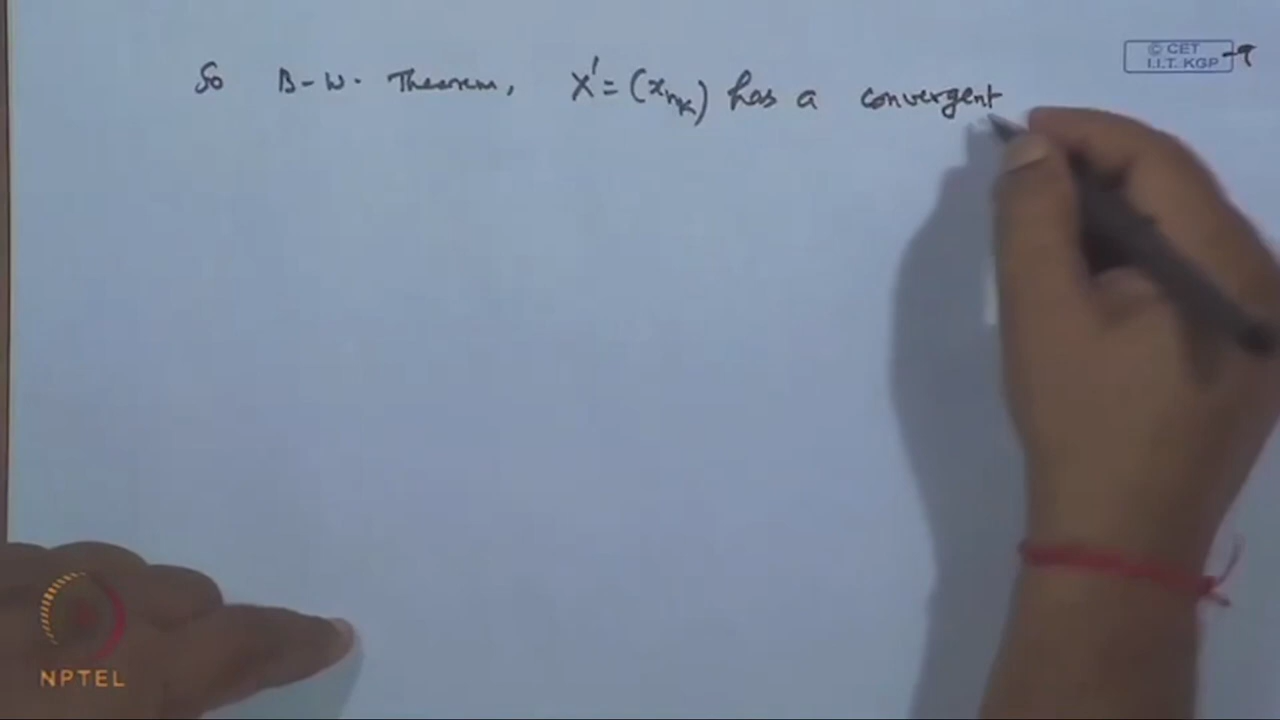 So B-W. Theorem, X' = (x_{n_k}) has a convergent
© CET
I.I.T. KGP
NPTEL